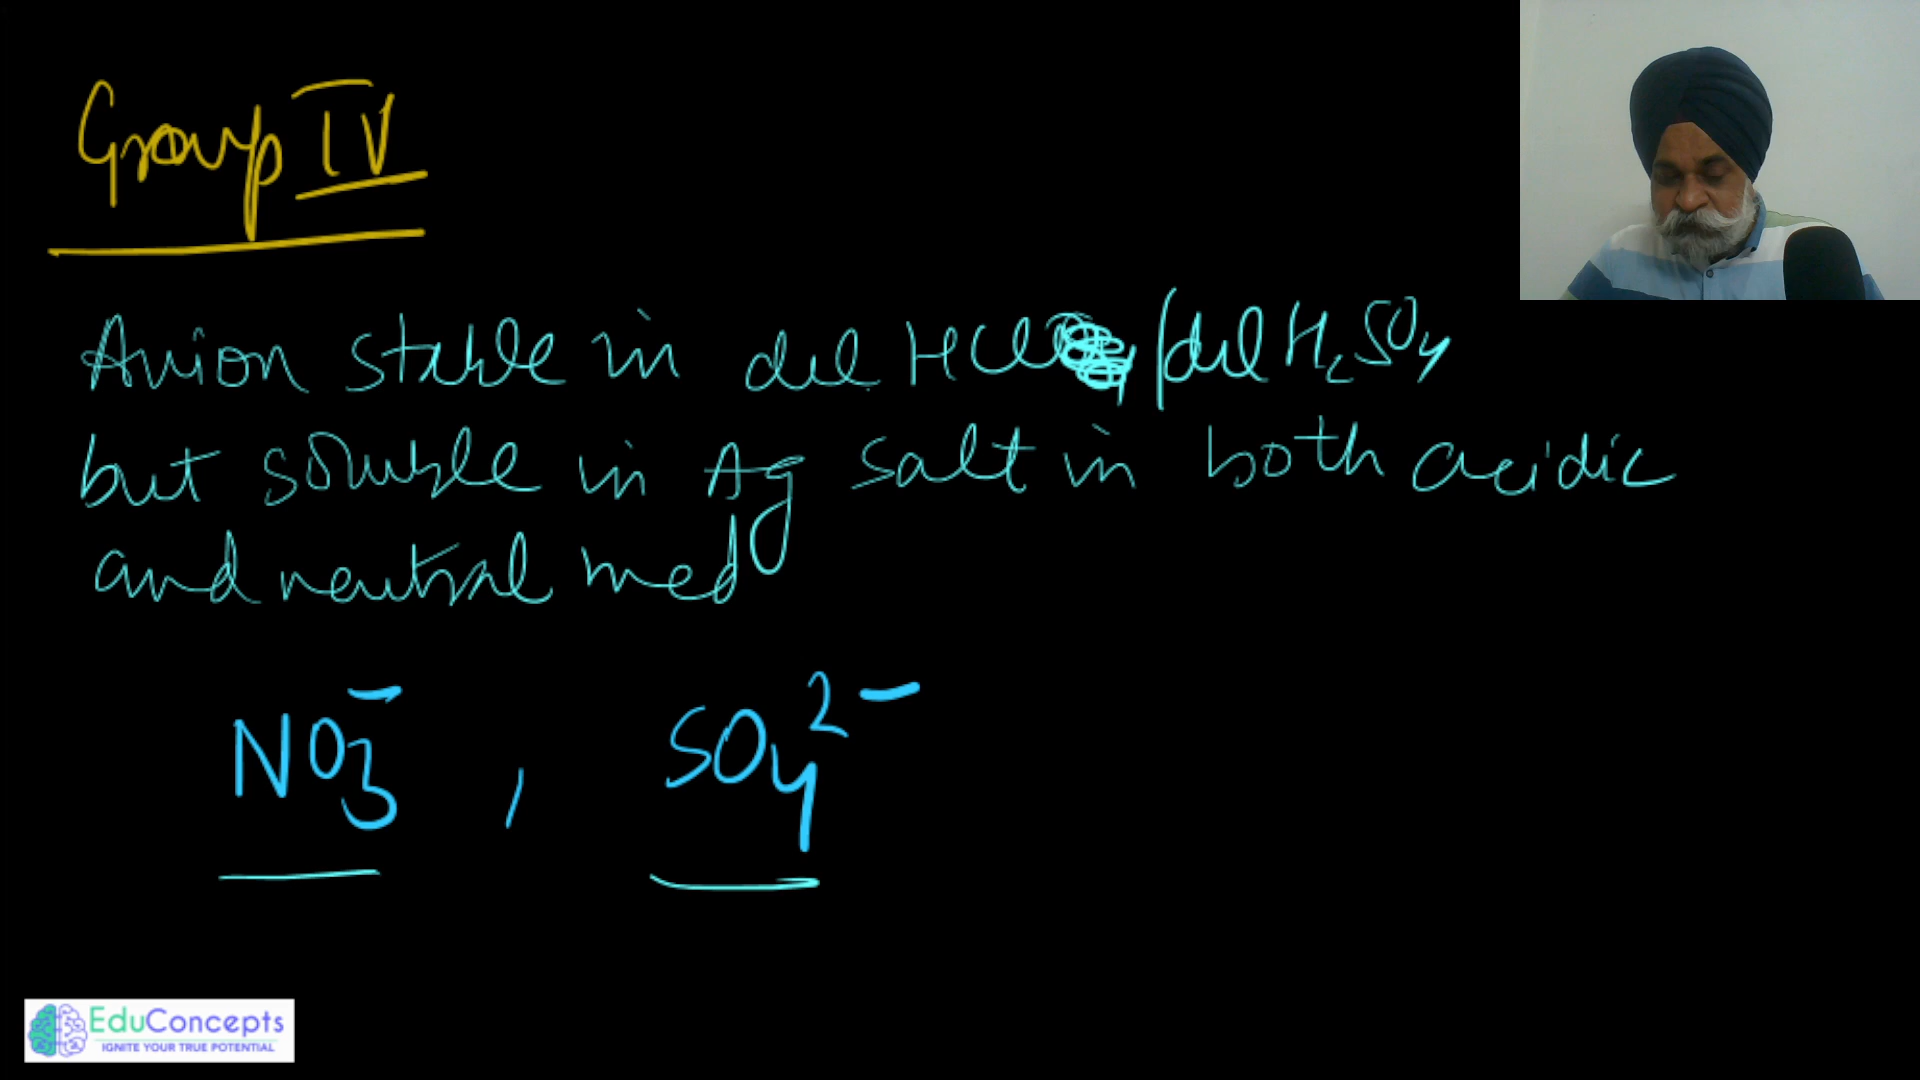 Group IV
Anion stable in dil HCl / dil H₂SO₄
but soluble in Ag salt in both acidic
and neutral med
NO₃⁻ , SO₄²⁻
EduConcepts
IGNITE YOUR TRUE POTENTIAL